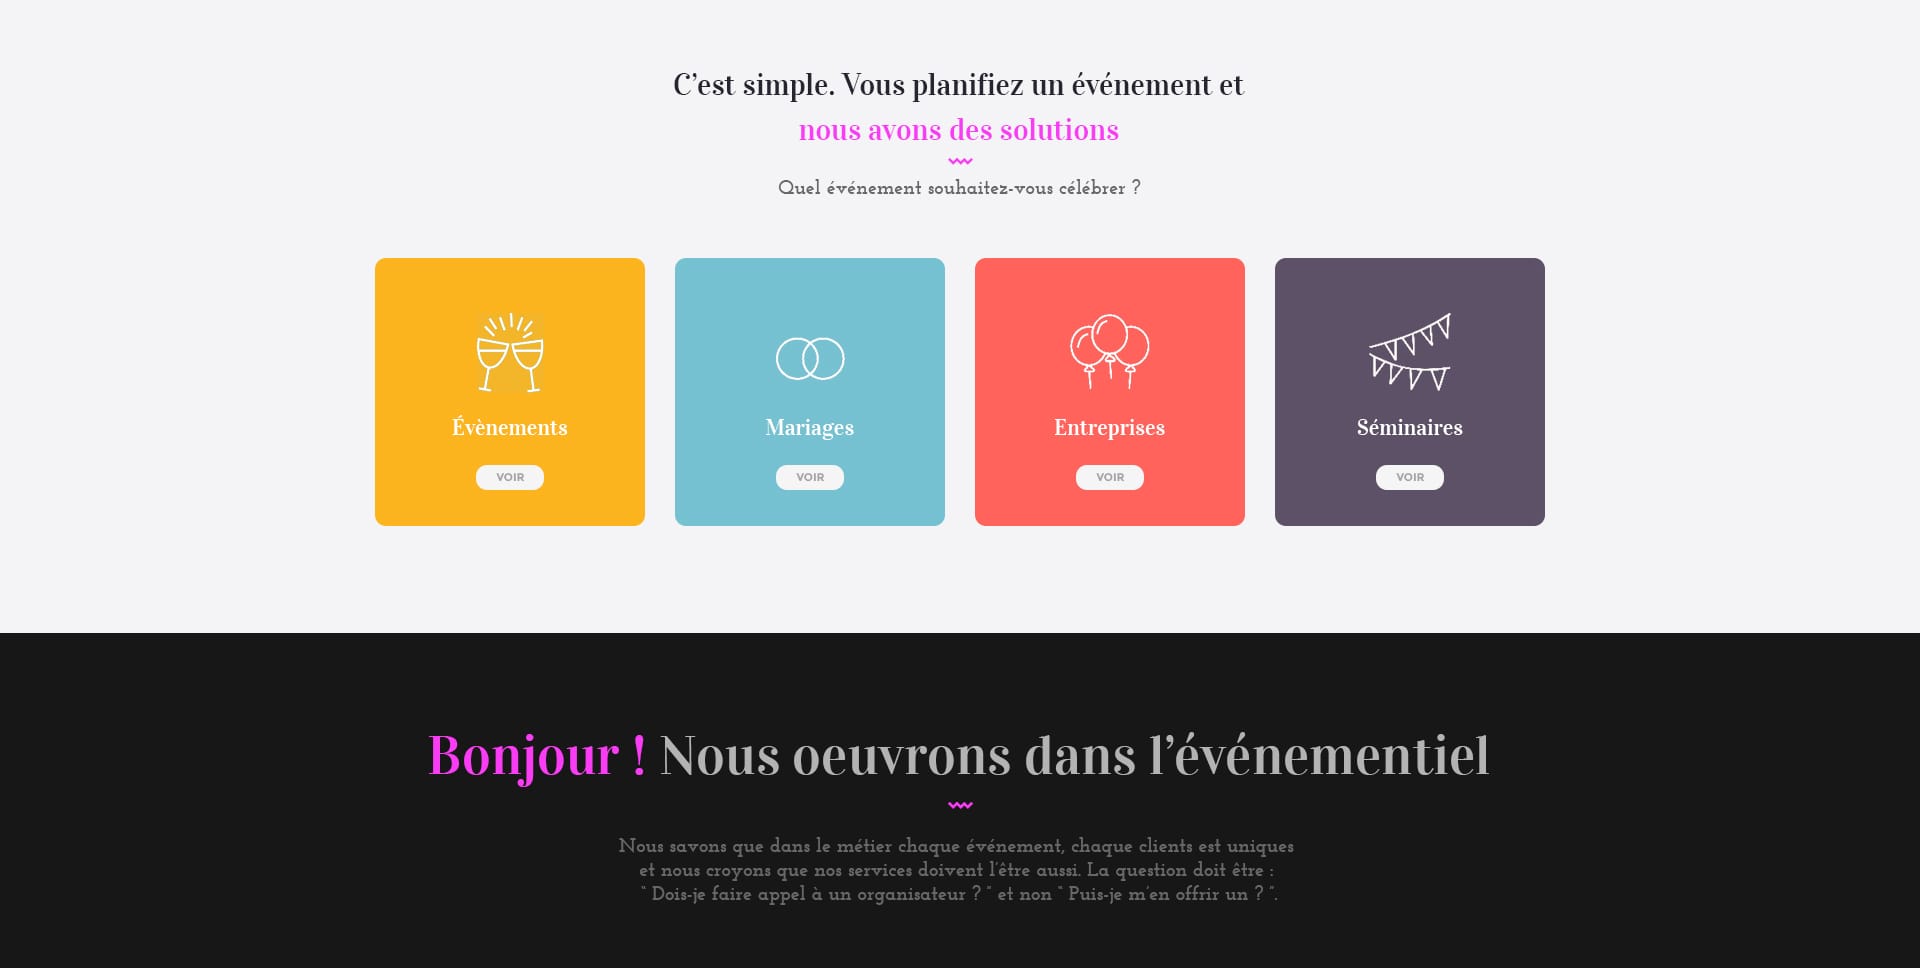 C’est simple. Vous planifiez un événement et
nous avons des solutions
Quel événement souhaitez-vous célébrer ?
Évènements
VOIR
Mariages
VOIR
Entreprises
VOIR
Séminaires
VOIR
Bonjour ! Nous oeuvrons dans l’événementiel
Nous savons que dans le métier chaque événement, chaque clients est uniques
et nous croyons que nos services doivent l’être aussi. La question doit être :
“ Dois-je faire appel à un organisateur ? ” et non “ Puis-je m’en offrir un ? ”.